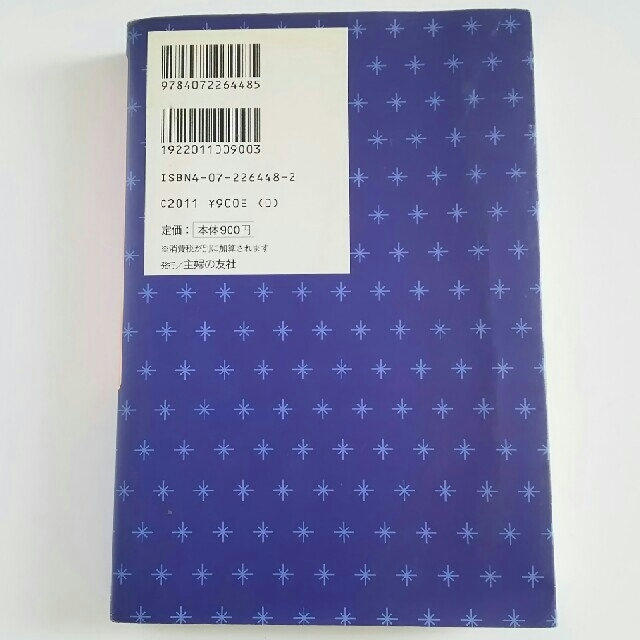 9784072264485
1922011009003
ISBN4-07-226448-2
C2011 ¥900E (0)
定価： 本体900円
※消費税が別に加算されます
発行／主婦の友社